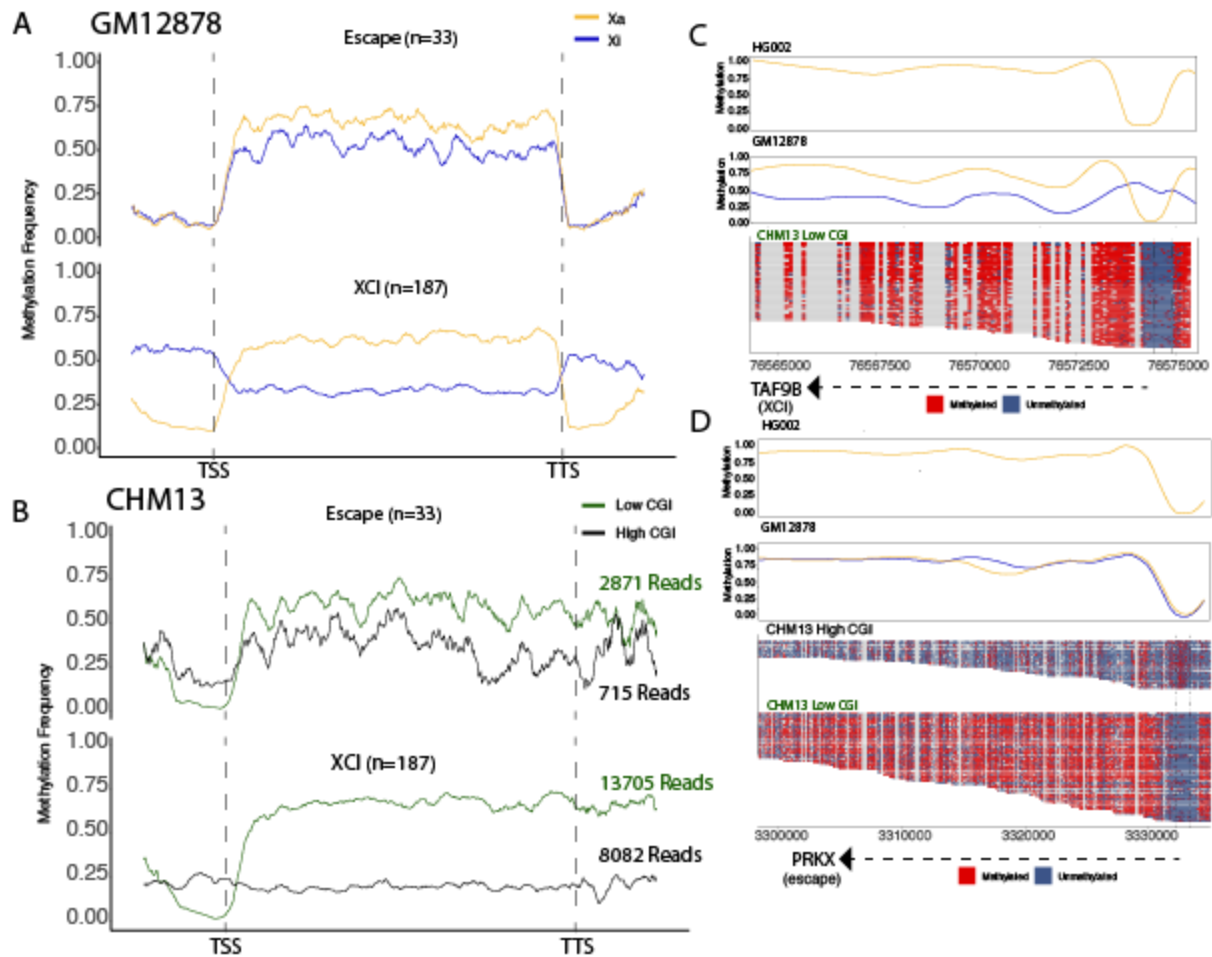 A
GM12878
Xa
Xi
Escape (n=33)
1.00
0.75
0.50
0.25
0.00
XCI (n=187)
1.00
0.75
0.50
0.25
0.00
Methylation Frequency
TSS
TTS
B
CHM13
Low CGI
High CGI
Escape (n=33)
1.00
0.75
0.50
0.25
0.00
2871 Reads
715 Reads
XCI (n=187)
1.00
0.75
0.50
0.25
0.00
13705 Reads
8082 Reads
Methylation Frequency
TSS
TTS
C
HG002
Methylation
1.00
0.75
0.50
0.25
0.00
GM12878
Methylation
1.00
0.75
0.50
0.25
0.00
CHM13 Low CGI
76565000 76567500 76570000 76572500 76575000
TAF9B
(XCI)
Methylated Unmethylated
D
HG002
Methylation
1.00
0.75
0.50
0.25
0.00
GM12878
Methylation
1.00
0.75
0.50
0.25
0.00
CHM13 High CGI
CHM13 Low CGI
3300000 3310000 3320000 3330000
PRKX
(escape)
Methylated Unmethylated